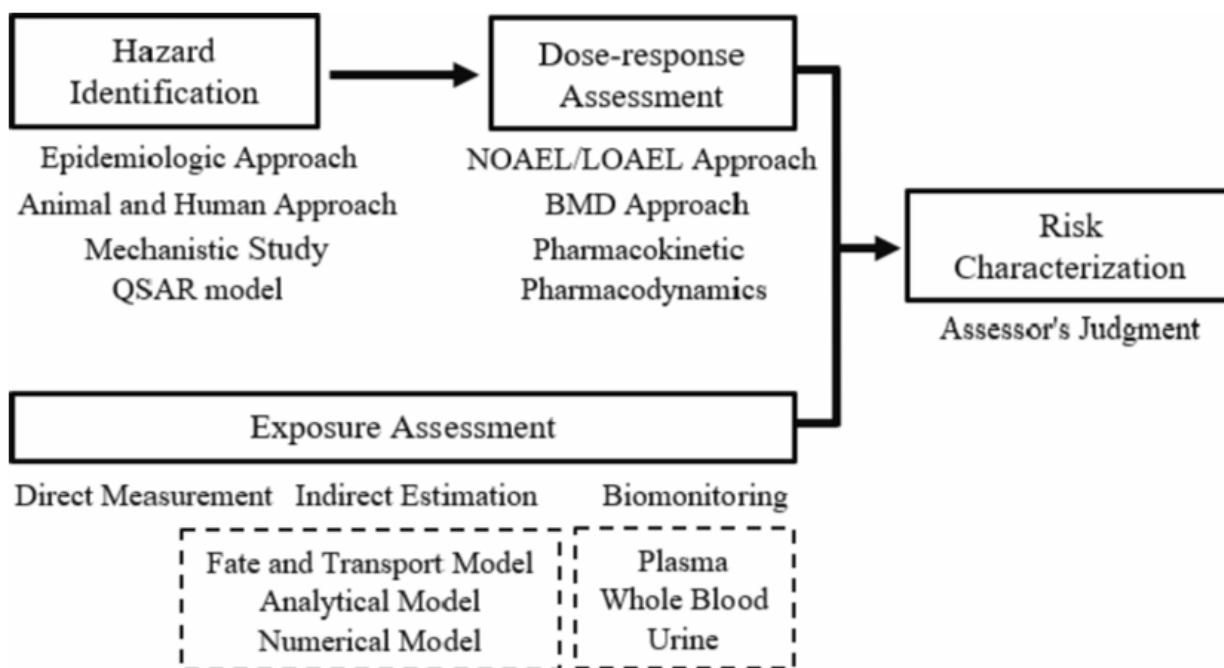 Hazard
Identification
Epidemiologic Approach
Animal and Human Approach
Mechanistic Study
QSAR model
Dose-response
Assessment
NOAEL/LOAEL Approach
BMD Approach
Pharmacokinetic
Pharmacodynamics
Risk
Characterization
Assessor's Judgment
Exposure Assessment
Direct Measurement
Indirect Estimation
Biomonitoring
Fate and Transport Model
Analytical Model
Numerical Model
Plasma
Whole Blood
Urine